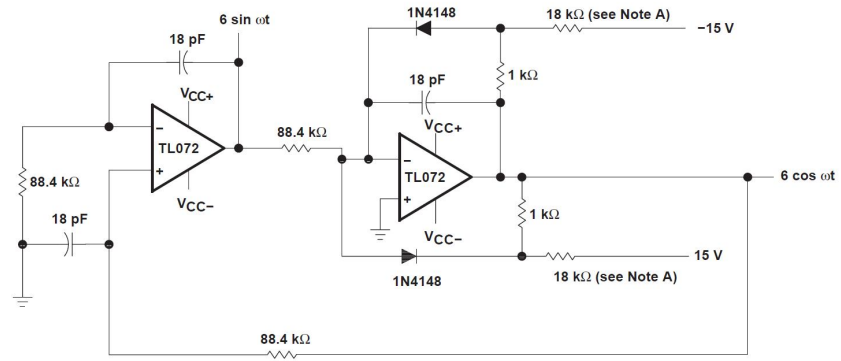 1N4148
18 kΩ (see Note A)
−15 V
6 sin ωt
18 pF
1 kΩ
18 pF
VCC+
VCC+
88.4 kΩ
−
TL072
+
−
TL072
+
6 cos ωt
88.4 kΩ
VCC−
18 pF
1 kΩ
VCC−
15 V
1N4148
18 kΩ (see Note A)
88.4 kΩ